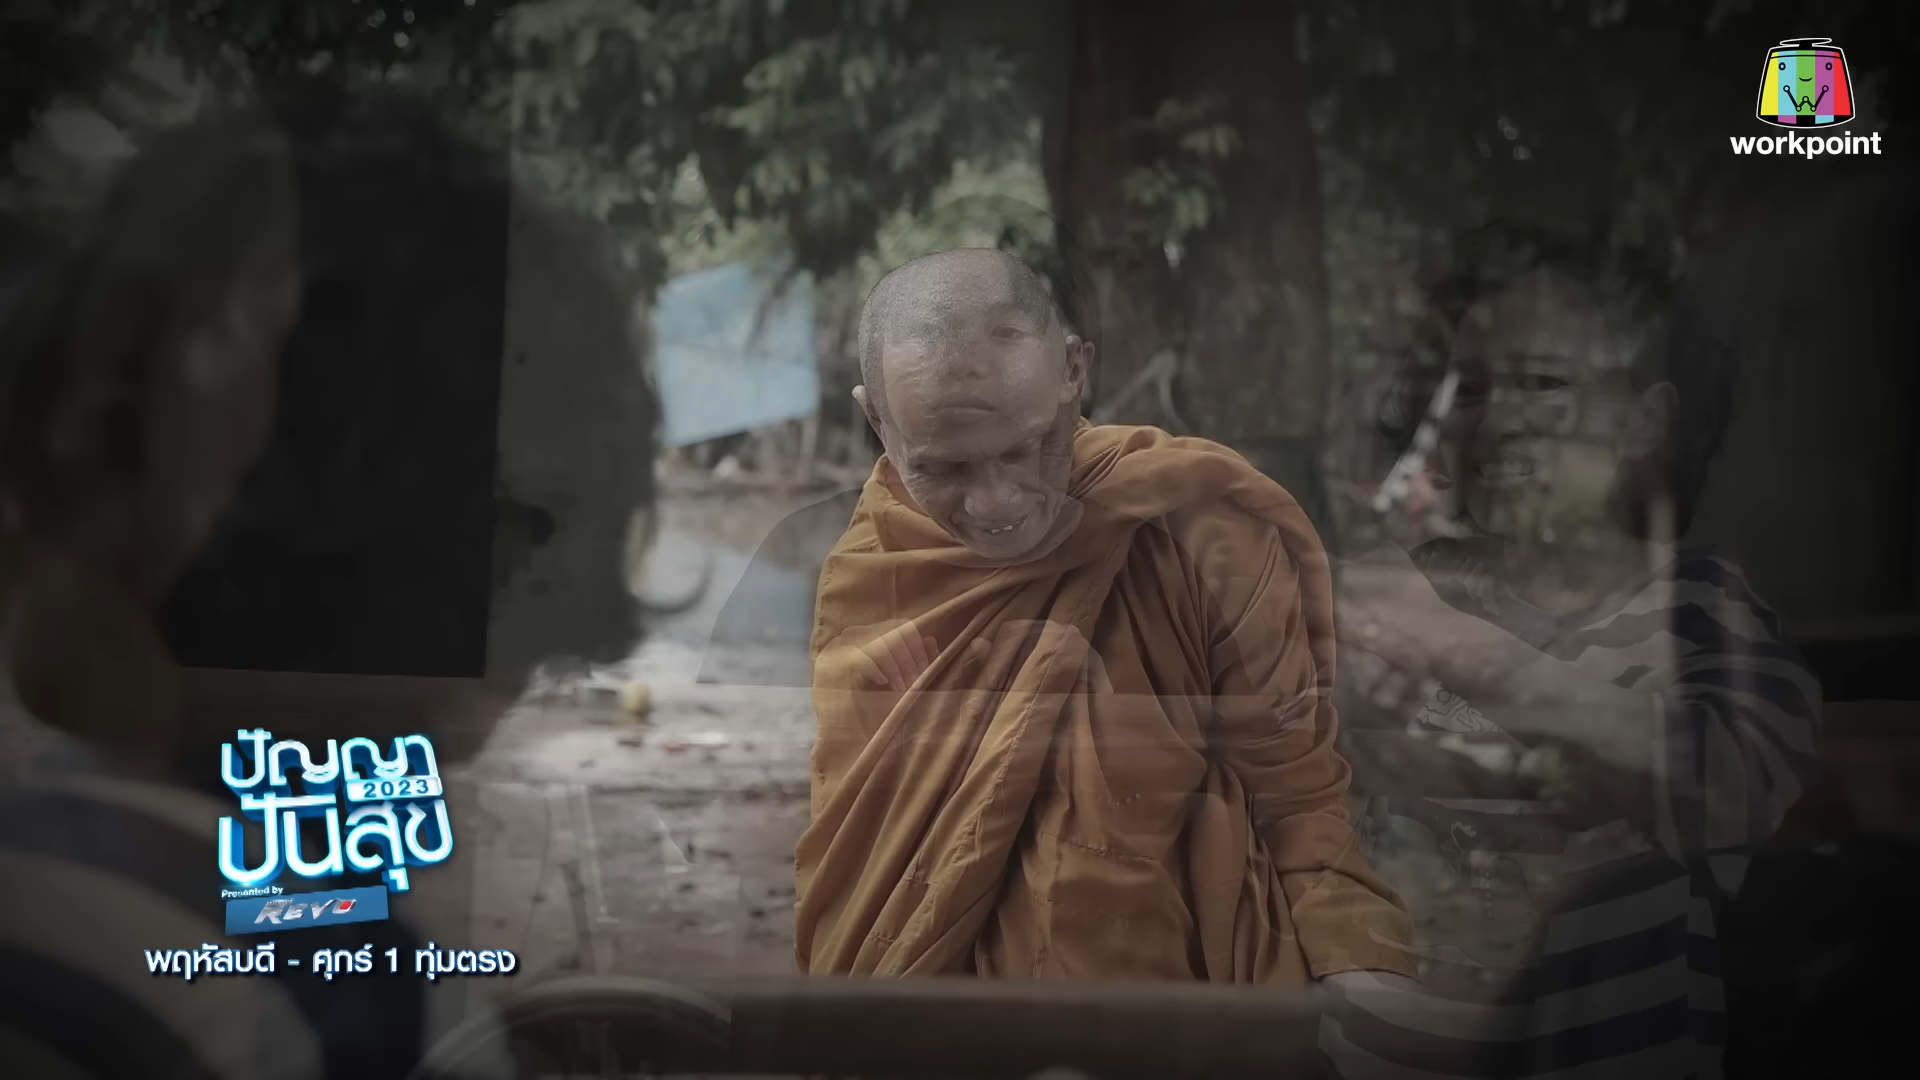 workpoint
ปัญญา
2023
ปันสุข
Presented by
REVO
พฤหัสบดี - ศุกร์ 1 ทุ่มตรง